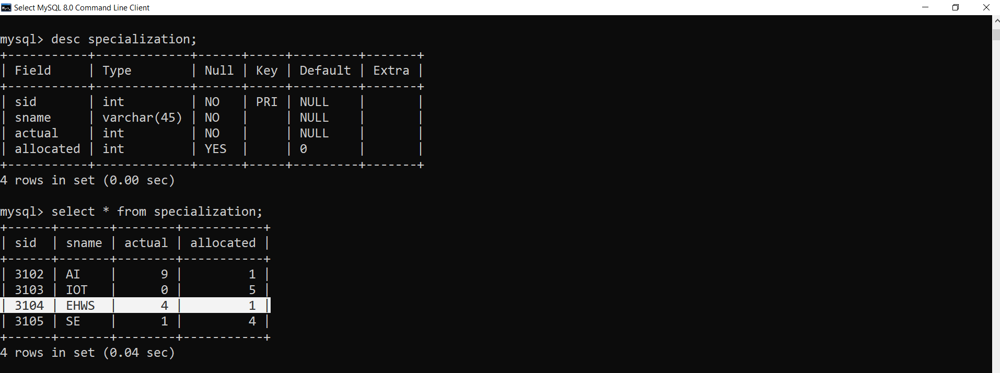 Select MySQL 8.0 Command Line Client
mysql> desc specialization;
+-----------+-------------+------+-----+---------+-------+
| Field     | Type        | Null | Key | Default | Extra |
+-----------+-------------+------+-----+---------+-------+
| sid       | int         | NO   | PRI | NULL    |       |
| sname     | varchar(45) | NO   |     | NULL    |       |
| actual    | int         | NO   |     | NULL    |       |
| allocated | int         | YES  |     | 0       |       |
+-----------+-------------+------+-----+---------+-------+
4 rows in set (0.00 sec)
mysql> select * from specialization;
+------+-------+--------+-----------+
| sid  | sname | actual | allocated |
+------+-------+--------+-----------+
| 3102 | AI    |      9 |         1 |
| 3103 | IOT   |      0 |         5 |
| 3104 | EHWS  |      4 |         1 |
| 3105 | SE    |      1 |         4 |
+------+-------+--------+-----------+
4 rows in set (0.04 sec)